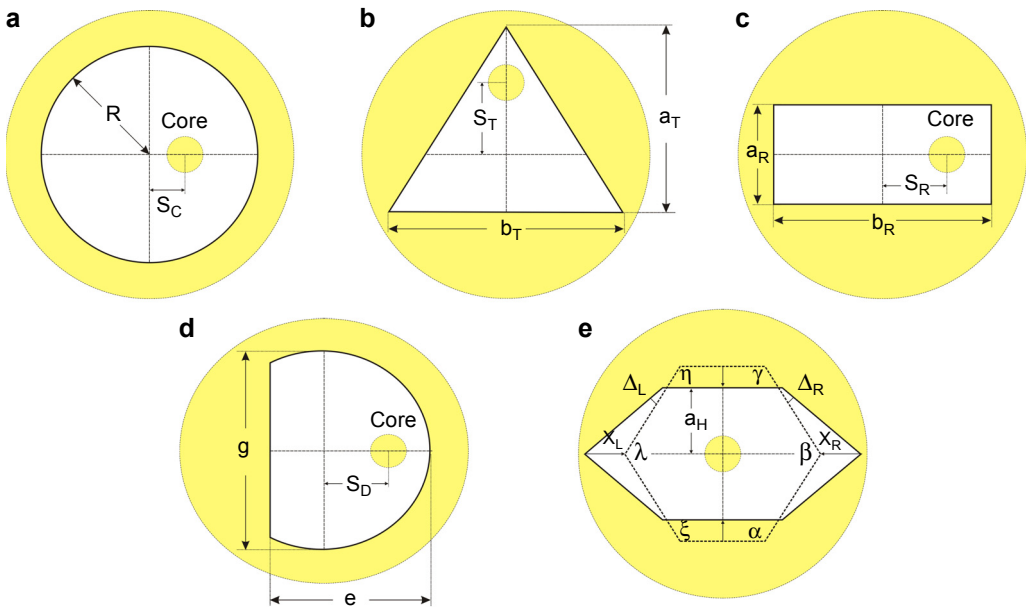 a
R
Core
S_C
b
S_T
a_T
b_T
c
Core
a_R
S_R
b_R
d
Core
g
S_D
e
e
Δ_L
η
γ
Δ_R
a_H
X_L
λ
β
X_R
ξ
α